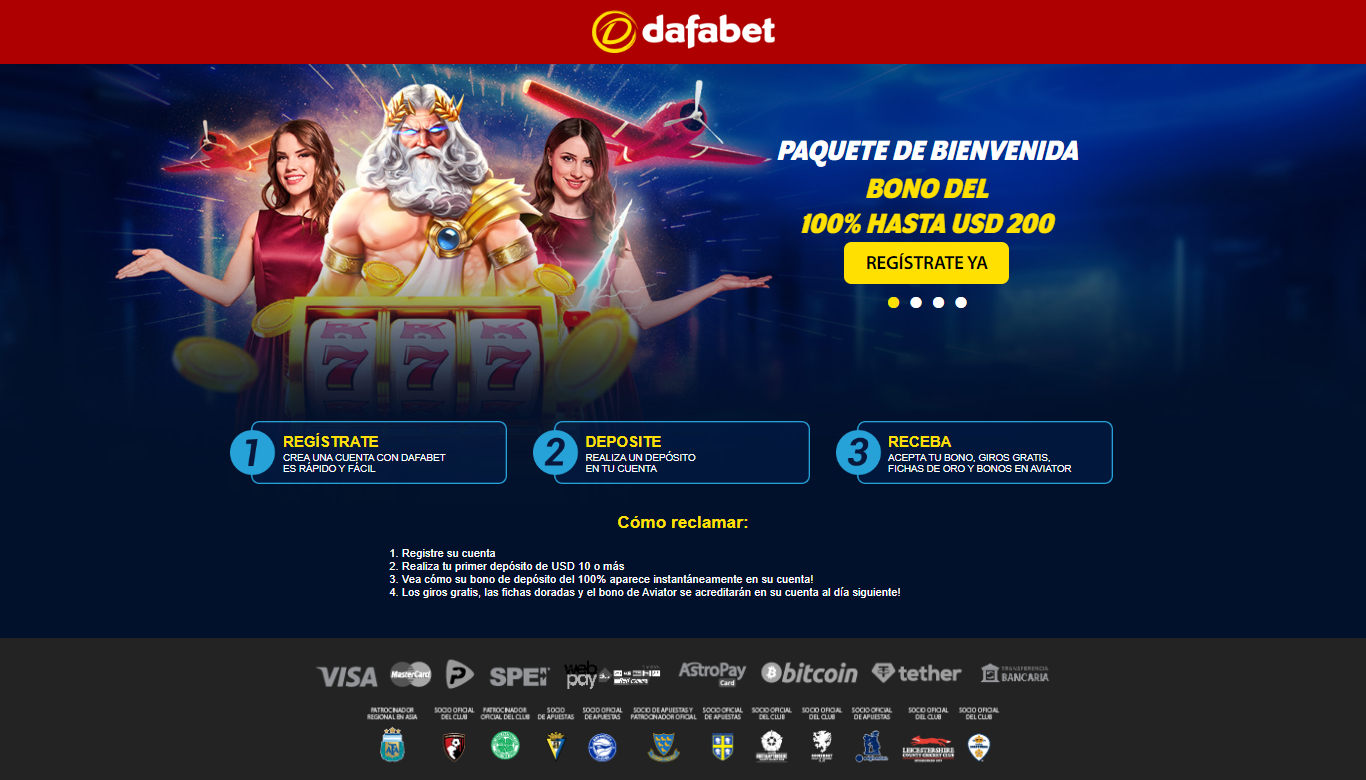 dafabet
PAQUETE DE BIENVENIDA
BONO DEL
100% HASTA USD 200
REGÍSTRATE YA
7 7 7
1
REGÍSTRATE
CREA UNA CUENTA CON DAFABET
ES RÁPIDO Y FÁCIL
2
DEPOSITE
REALIZA UN DEPÓSITO
EN TU CUENTA
3
RECEBA
ACEPTA TU BONO, GIROS GRATIS,
FICHAS DE ORO Y BONOS EN AVIATOR
Cómo reclamar:
1. Registre su cuenta
2. Realiza tu primer depósito de USD 10 o más
3. Vea cómo su bono de depósito del 100% aparece instantáneamente en su cuenta!
4. Los giros gratis, las fichas doradas y el bono de Aviator se acreditarán en su cuenta al día siguiente!
VISA
MasterCard
SPEI
web
pay
AstroPay
Card
bitcoin
tether
TRANSFERENCIA
BANCARIA
PATROCINADOR
REGIONAL EN ASIA
SOCIO OFICIAL
DEL CLUB
PATROCINADOR
OFICIAL DEL CLUB
SOCIO
DE APUESTAS
SOCIO OFICIAL
DE APUESTAS
SOCIO DE APUESTAS Y
PATROCINADOR OFICIAL
SOCIO OFICIAL
DE APUESTAS
SOCIO OFICIAL
DEL CLUB
SOCIO OFICIAL
DEL CLUB
SOCIO OFICIAL
DE APUESTAS
SOCIO OFICIAL
DEL CLUB
SOCIO OFICIAL
DEL CLUB
AFA
LEICESTERSHIRE
COUNTY CRICKET CLUB